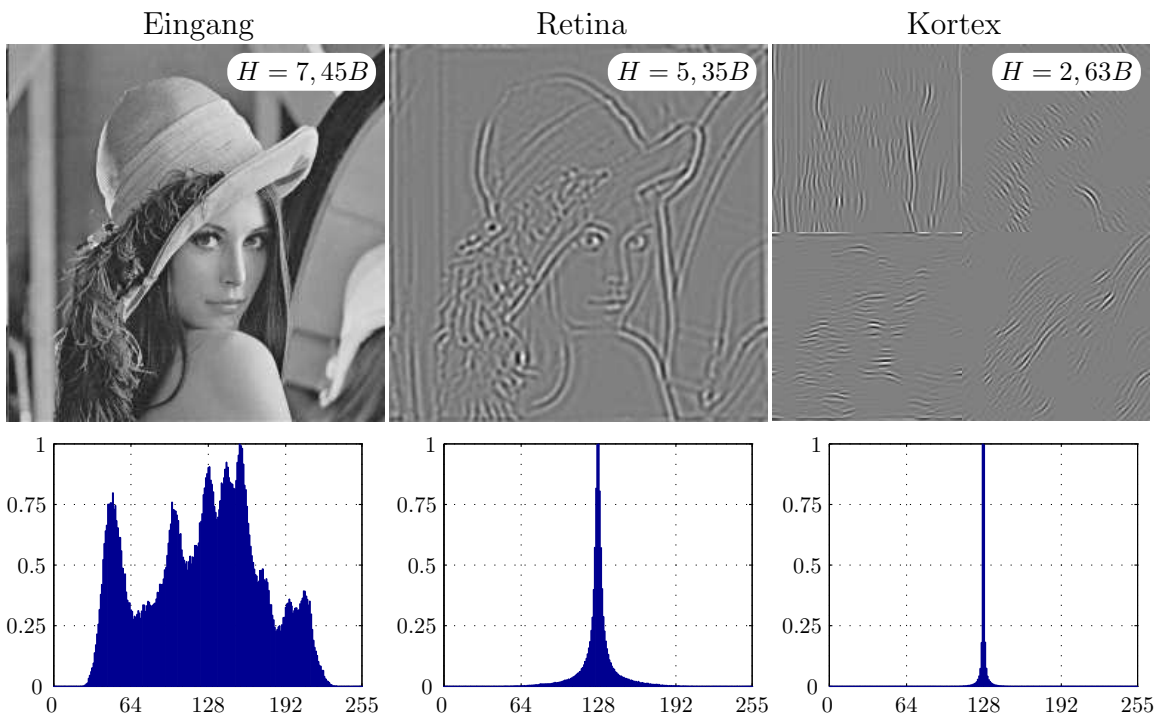 Eingang Retina Kortex
H = 7,45B H = 5,35B H = 2,63B
1 1 1
0.75 0.75 0.75
0.5 0.5 0.5
0.25 0.25 0.25
0 0 0
0 64 128 192 255 0 64 128 192 255 0 64 128 192 255